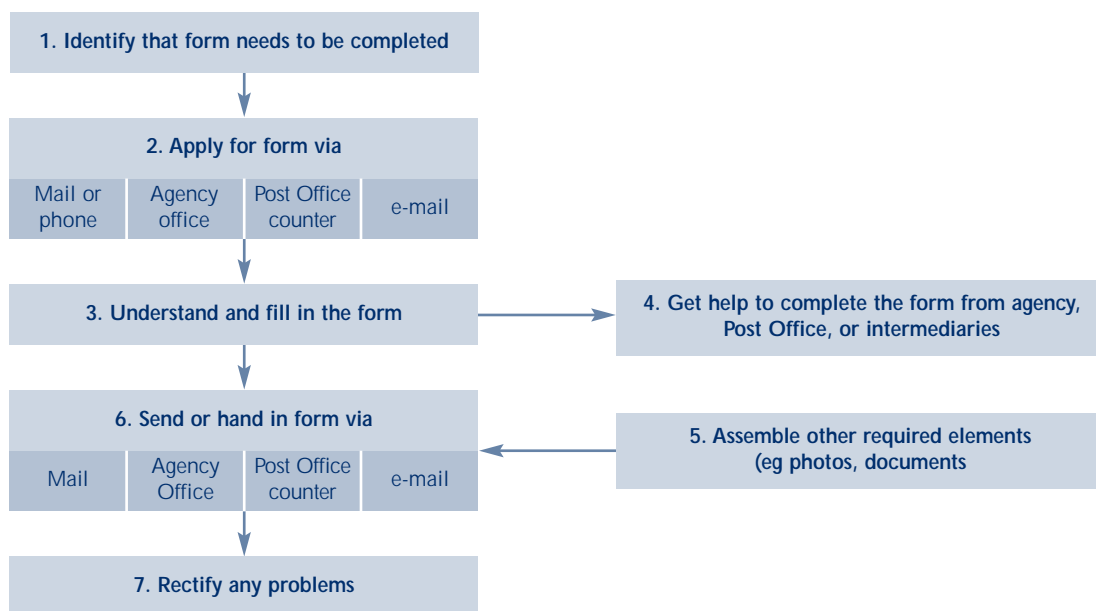 1. Identify that form needs to be completed
2. Apply for form via
Mail or
phone
Agency
office
Post Office
counter
e-mail
3. Understand and fill in the form
4. Get help to complete the form from agency,
Post Office, or intermediaries
5. Assemble other required elements
(eg photos, documents
6. Send or hand in form via
Mail
Agency
Office
Post Office
counter
e-mail
7. Rectify any problems